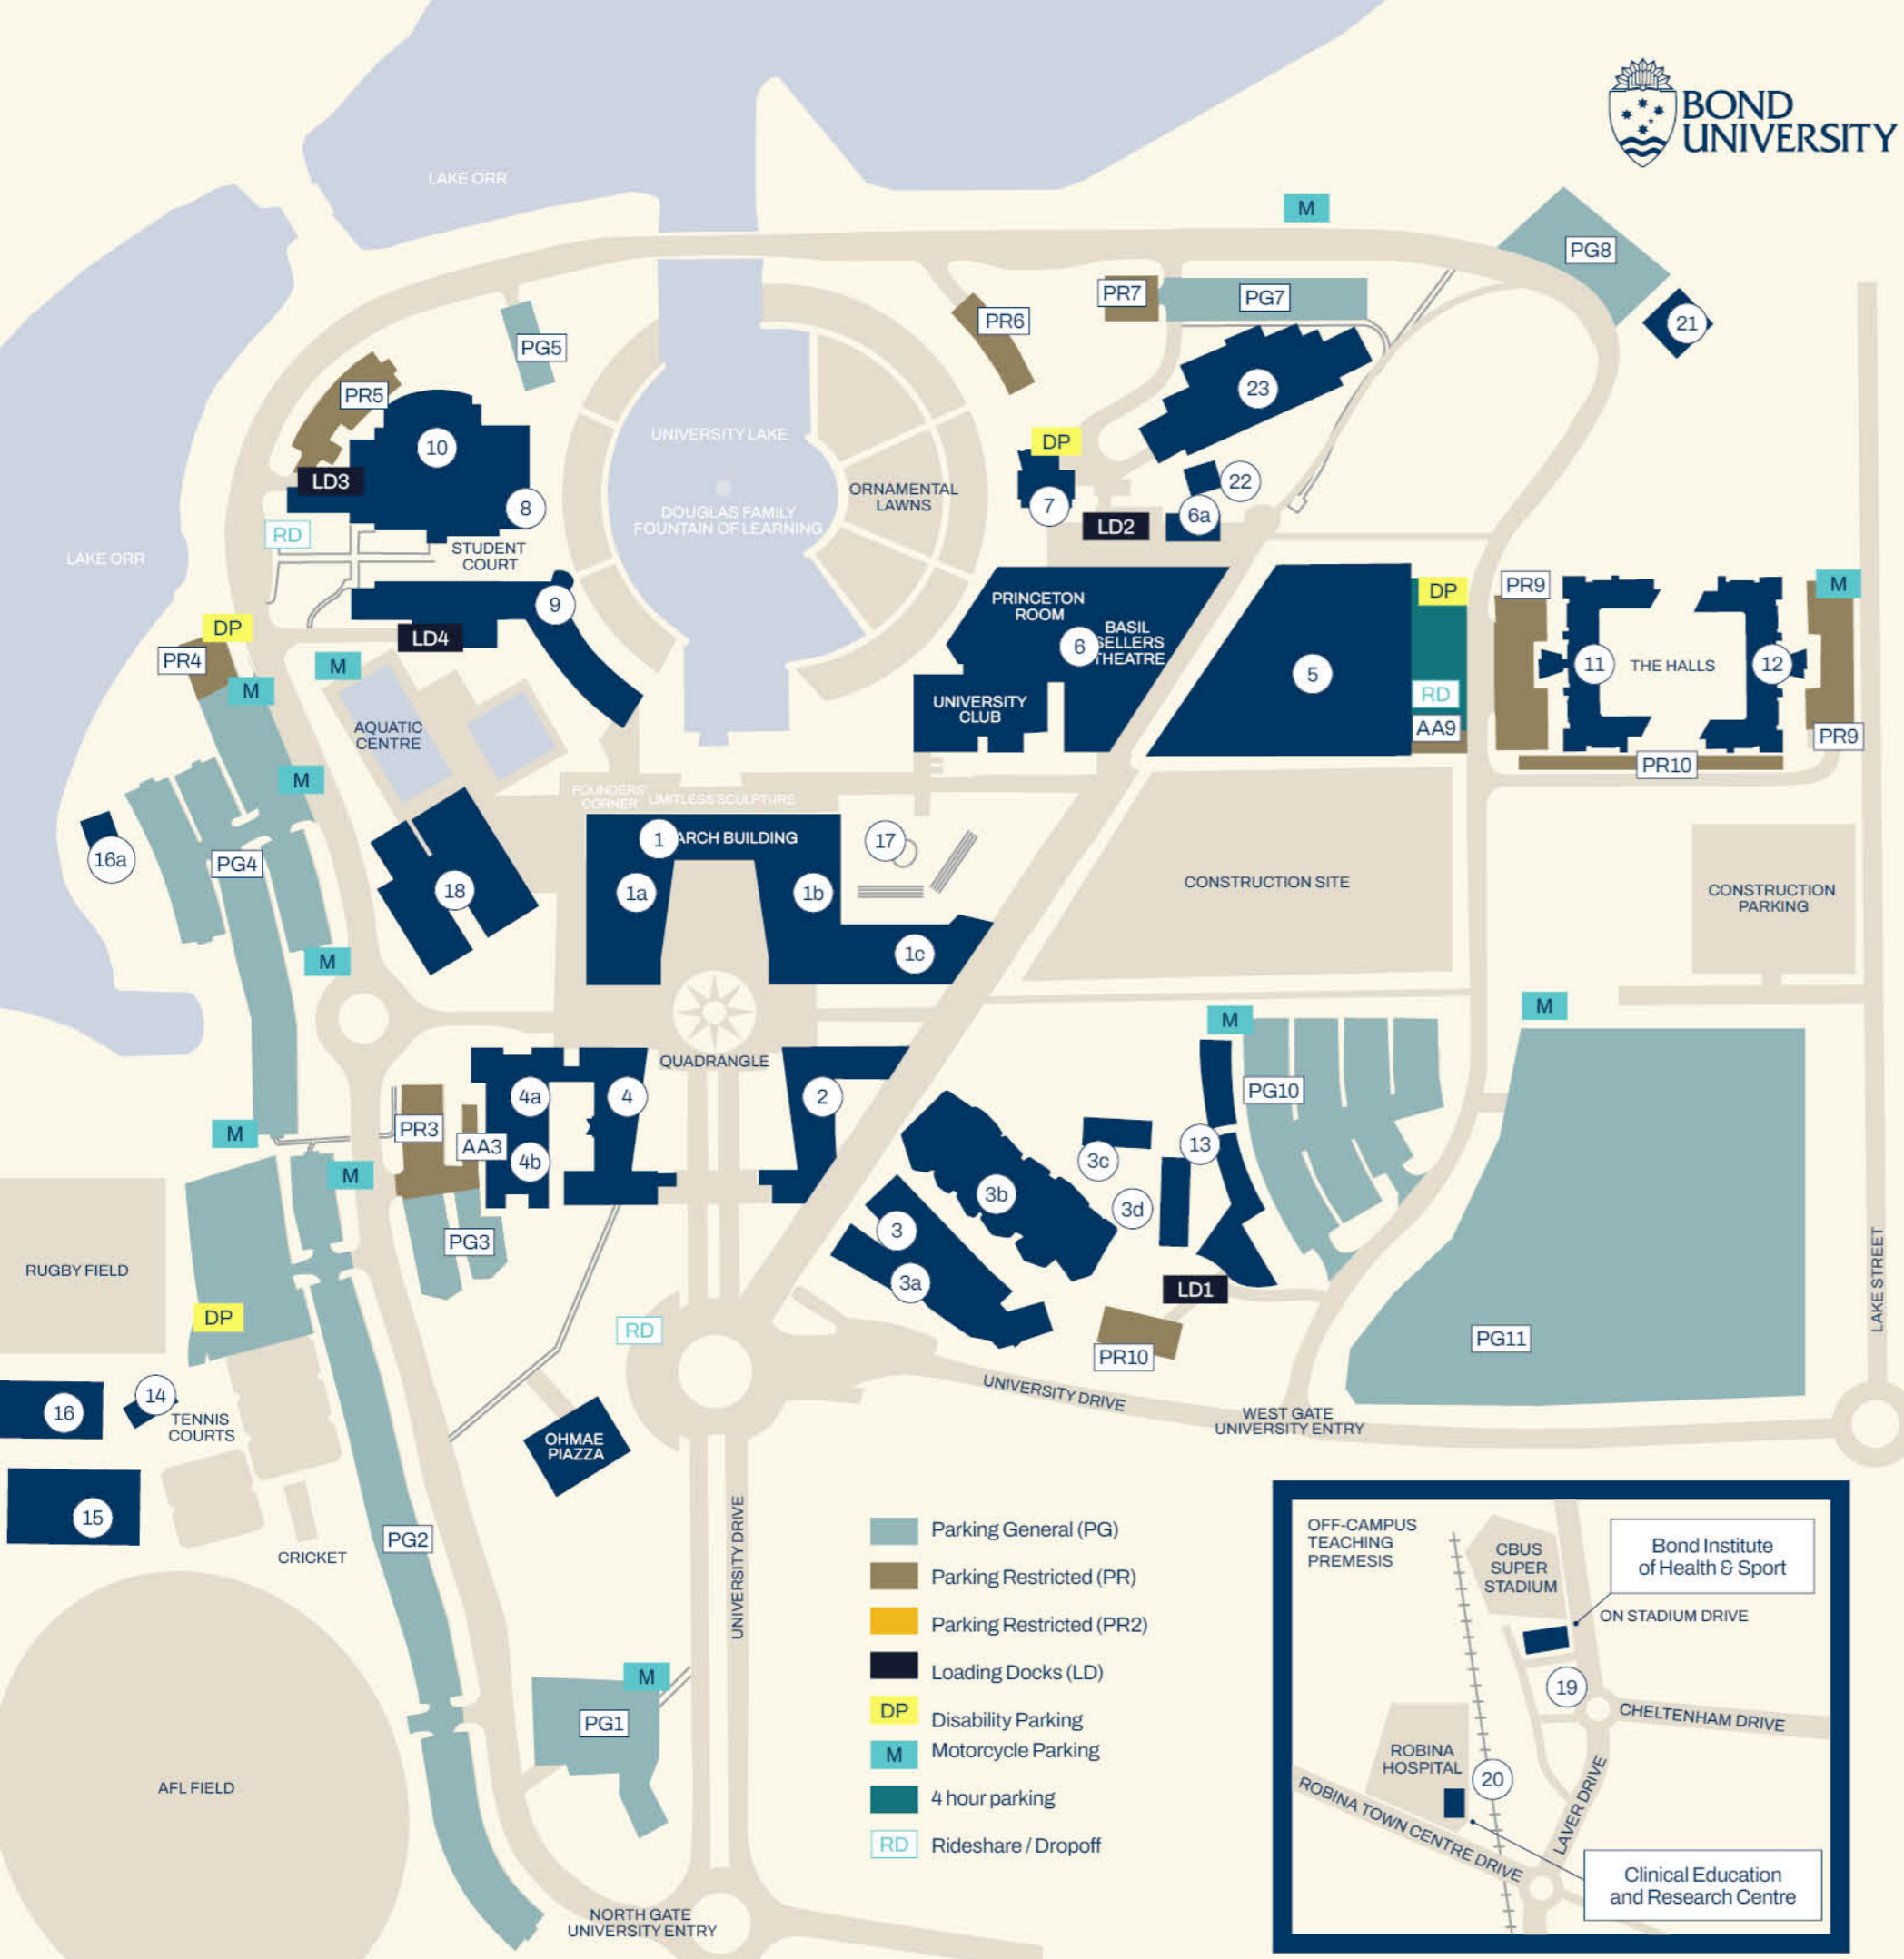 BOND
UNIVERSITY
LAKE ORR
M
PG8
21
PR7
PG7
PR6
PG5
PR5
23
10
UNIVERSITY LAKE
DP
LD3
22
ORNAMENTAL
LAWNS
8
7
6a
DOUGLAS FAMILY
FOUNTAIN OF LEARNING
LD2
RD
STUDENT
COURT
LAKE ORR
DP
PR9
M
9
PRINCETON
ROOM
DP
LD4
BASIL
SELLERS
THEATRE
6
PR4
M
11
THE HALLS
12
5
M
RD
UNIVERSITY
CLUB
AQUATIC
CENTRE
AA9
PR9
PR10
M
FOUNDERS'
CORNER
LIMITLESS SCULPTURE
1
ARCH BUILDING
17
16a
PG4
18
1a
1b
CONSTRUCTION SITE
CONSTRUCTION
PARKING
1c
M
M
M
QUADRANGLE
PG10
4a
4
2
M
PR3
AA3
13
4b
3c
M
3b
3d
3
PG3
RUGBY FIELD
3a
LD1
LAKE STREET
DP
RD
PG11
PR10
14
16
UNIVERSITY DRIVE
TENNIS
COURTS
WEST GATE
UNIVERSITY ENTRY
OHMAE
PIAZZA
15
PG2
CRICKET
UNIVERSITY DRIVE
M
PG1
AFL FIELD
NORTH GATE
UNIVERSITY ENTRY
Parking General (PG)
Parking Restricted (PR)
Parking Restricted (PR2)
Loading Docks (LD)
DP
Disability Parking
M
Motorcycle Parking
4 hour parking
RD
Rideshare / Dropoff
OFF-CAMPUS
TEACHING
PREMESIS
CBUS
SUPER
STADIUM
Bond Institute
of Health & Sport
ON STADIUM DRIVE
19
CHELTENHAM DRIVE
ROBINA
HOSPITAL
20
LAVER DRIVE
ROBINA TOWN CENTRE DRIVE
Clinical Education
and Research Centre